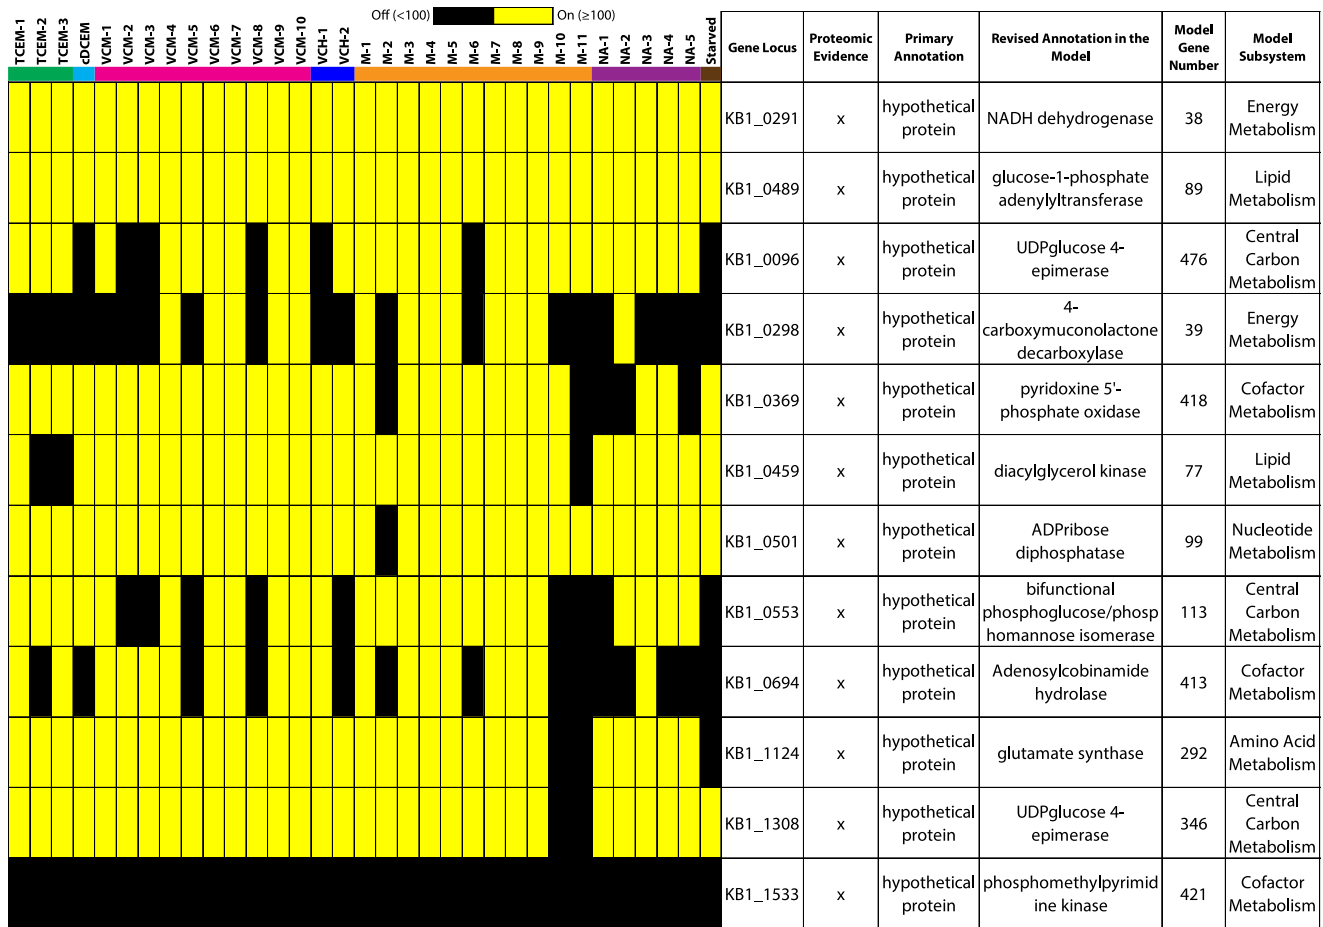 Off (<100) On (≥100)
TCEM-1
TCEM-2
TCEM-3
cDCEM
VCM-1
VCM-2
VCM-3
VCM-4
VCM-5
VCM-6
VCM-7
VCM-8
VCM-9
VCM-10
VCH-1
VCH-2
M-1
M-2
M-3
M-4
M-5
M-6
M-7
M-8
M-9
M-10
M-11
NA-1
NA-2
NA-3
NA-4
NA-5
Starved
Gene Locus
Proteomic
Evidence
Primary
Annotation
Revised Annotation in the
Model
Model
Gene
Number
Model
Subsystem
KB1_0291
x
hypothetical
protein
NADH dehydrogenase
38
Energy
Metabolism
KB1_0489
x
hypothetical
protein
glucose-1-phosphate
adenylyltransferase
89
Lipid
Metabolism
KB1_0096
x
hypothetical
protein
UDPglucose 4-
epimerase
476
Central
Carbon
Metabolism
KB1_0298
x
hypothetical
protein
4-
carboxymuconolactone
decarboxylase
39
Energy
Metabolism
KB1_0369
x
hypothetical
protein
pyridoxine 5'-
phosphate oxidase
418
Cofactor
Metabolism
KB1_0459
x
hypothetical
protein
diacylglycerol kinase
77
Lipid
Metabolism
KB1_0501
x
hypothetical
protein
ADPribose
diphosphatase
99
Nucleotide
Metabolism
KB1_0553
x
hypothetical
protein
bifunctional
phosphoglucose/phosp
homannose isomerase
113
Central
Carbon
Metabolism
KB1_0694
x
hypothetical
protein
Adenosylcobinamide
hydrolase
413
Cofactor
Metabolism
KB1_1124
x
hypothetical
protein
glutamate synthase
292
Amino Acid
Metabolism
KB1_1308
x
hypothetical
protein
UDPglucose 4-
epimerase
346
Central
Carbon
Metabolism
KB1_1533
x
hypothetical
protein
phosphomethylpyrimid
ine kinase
421
Cofactor
Metabolism